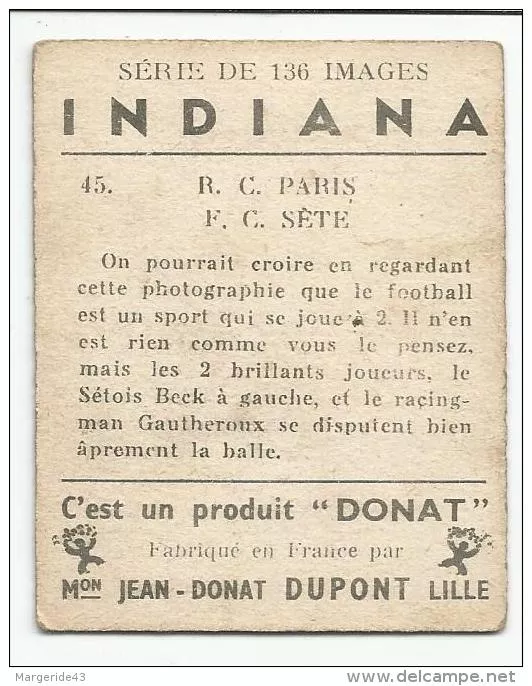 SÉRIE DE 136 IMAGES
INDIANA
45. R. C. PARIS
F. C. SÈTE
On pourrait croire en regardant
cette photographie que le football
est un sport qui se joue à 2. Il n'en
est rien comme vous le pensez,
mais les 2 brillants joueurs, le
Sétois Beck à gauche, et le raçing-
man Gautheroux se disputent bien
âprement la balle.
C'est un produit "DONAT"
Fabriqué en France par
MON JEAN-DONAT DUPONT LILLE
Margeride43
www.delcampe.net